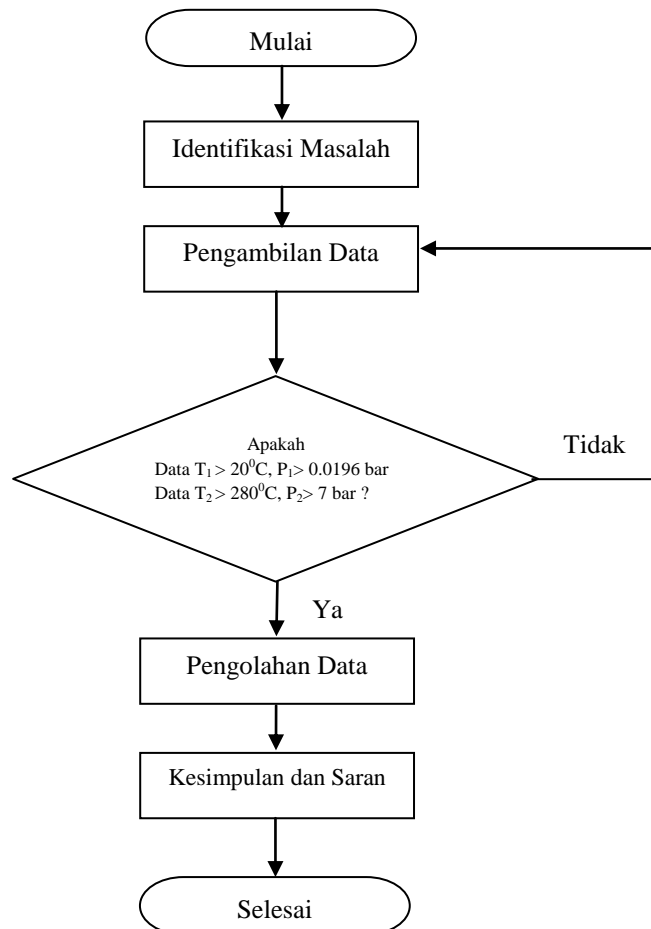 Mulai
Identifikasi Masalah
Pengambilan Data
Apakah
Data T₁ > 20⁰C, P₁> 0.0196 bar
Data T₂ > 280⁰C, P₂> 7 bar ?
Tidak
Ya
Pengolahan Data
Kesimpulan dan Saran
Selesai